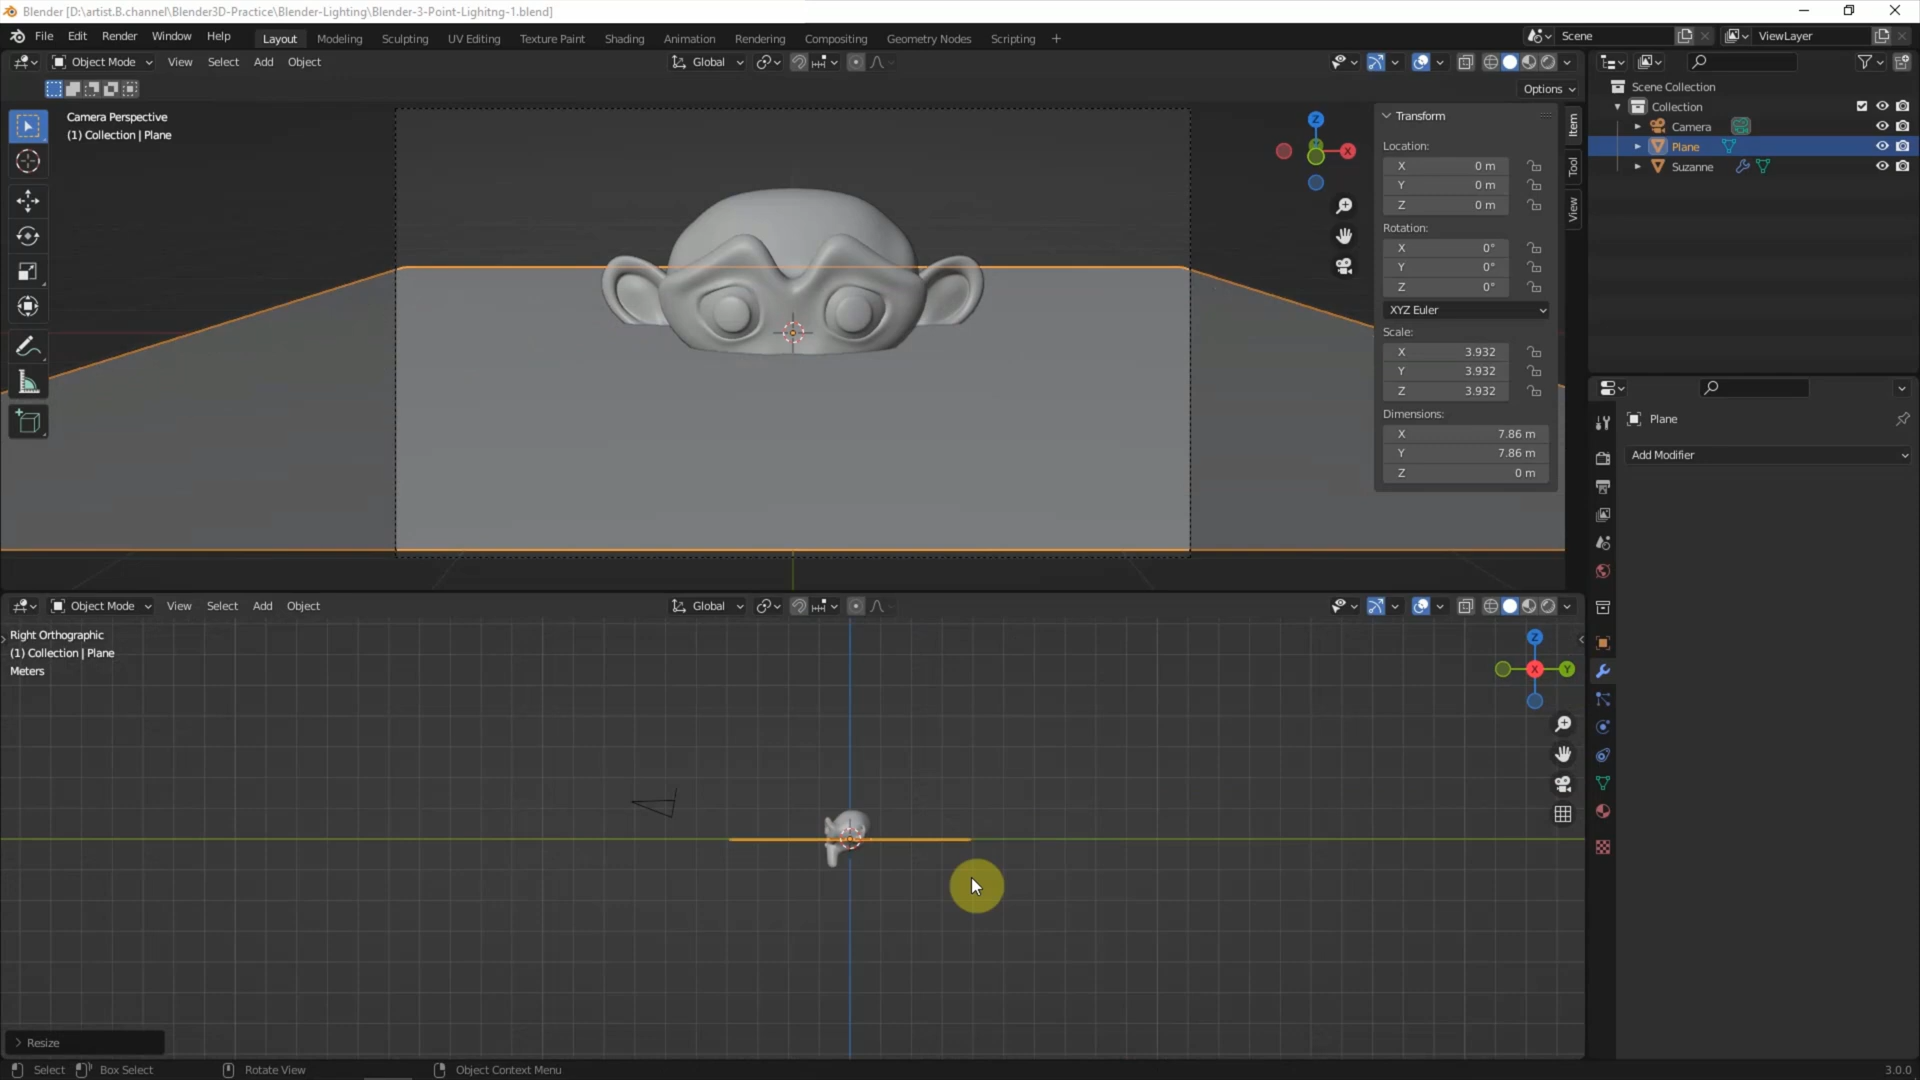 Blender [D:\artist.B.channel\Blender3D-Practice\Blender-Lighting\Blender-3-Point-Lighitng-1.blend]
File Edit Render Window Help Layout Modeling Sculpting UV Editing Texture Paint Shading Animation Rendering Compositing Geometry Nodes Scripting + Scene ViewLayer
Object Mode View Select Add Object Global
Options
Camera Perspective
(1) Collection | Plane
Z
X
Transform
Location:
X 0 m
Y 0 m
Z 0 m
Rotation:
X 0°
Y 0°
Z 0°
XYZ Euler
Scale:
X 3.932
Y 3.932
Z 3.932
Dimensions:
X 7.86 m
Y 7.86 m
Z 0 m
Item
Tool
View
Scene Collection
Collection
Camera
Plane
Suzanne
Plane
Add Modifier
Object Mode View Select Add Object Global
Right Orthographic
(1) Collection | Plane
Meters
Z
X Y
Resize
Select Box Select Rotate View Object Context Menu 3.0.0